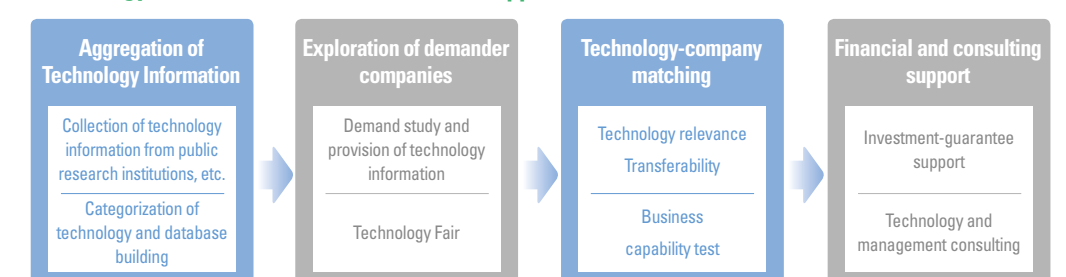 Aggregation of
Technology Information
Collection of technology
information from public
research institutions, etc.
Categorization of
technology and database
building
Exploration of demander
companies
Demand study and
provision of technology
information
Technology Fair
Technology-company
matching
Technology relevance
Transferability
Business
capability test
Financial and consulting
support
Investment-guarantee
support
Technology and
management consulting